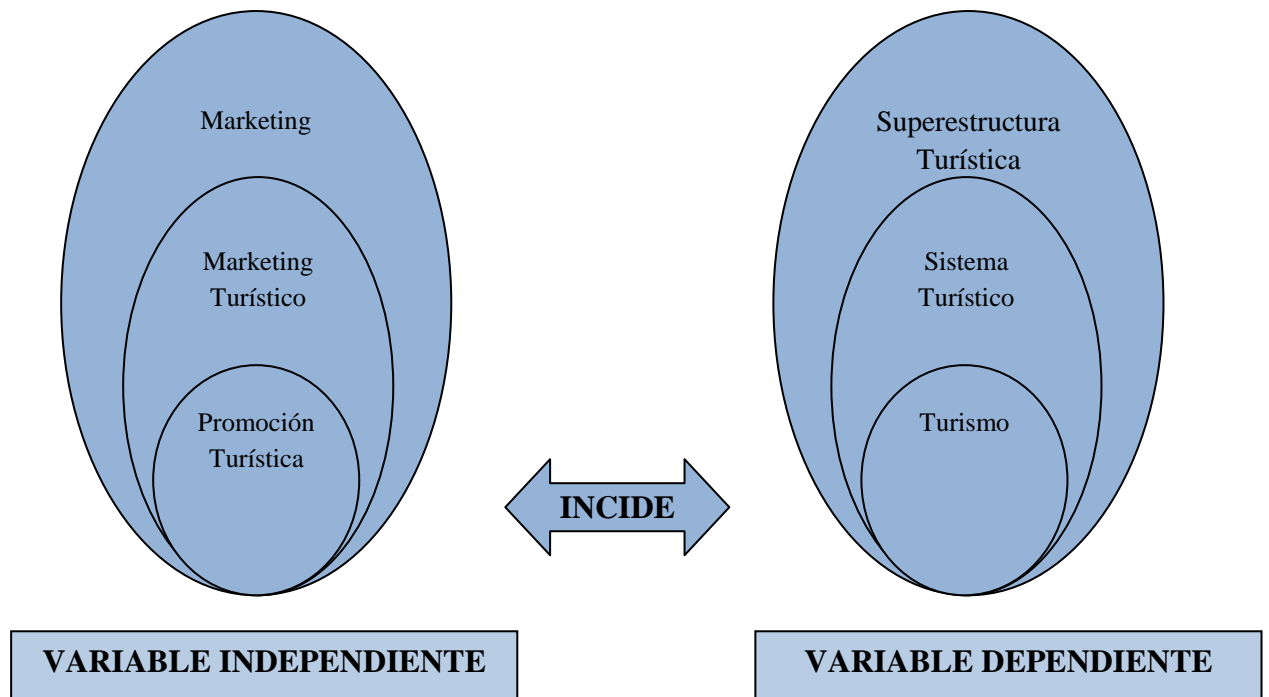 Marketing
Marketing
Turístico
Promoción
Turística
INCIDE
Superestructura
Turística
Sistema
Turístico
Turismo
VARIABLE INDEPENDIENTE
VARIABLE DEPENDIENTE